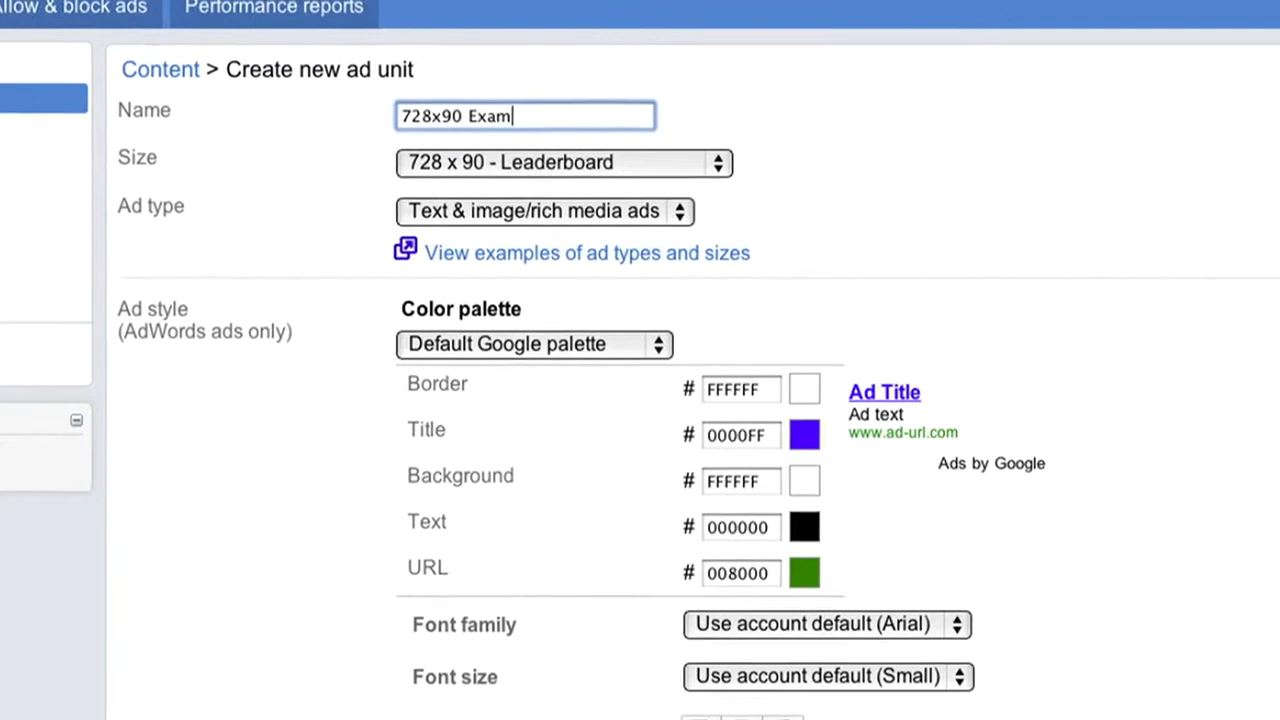 Allow & block ads Performance reports
Content > Create new ad unit
Name 728x90 Exam
Size 728 x 90 - Leaderboard
Ad type Text & image/rich media ads
View examples of ad types and sizes
Ad style Color palette
(AdWords ads only)
Default Google palette
Border # FFFFFF
Ad Title
Ad text
www.ad-url.com
Title # 0000FF
Ads by Google
Background # FFFFFF
Text # 000000
URL # 008000
Font family Use account default (Arial)
Font size Use account default (Small)